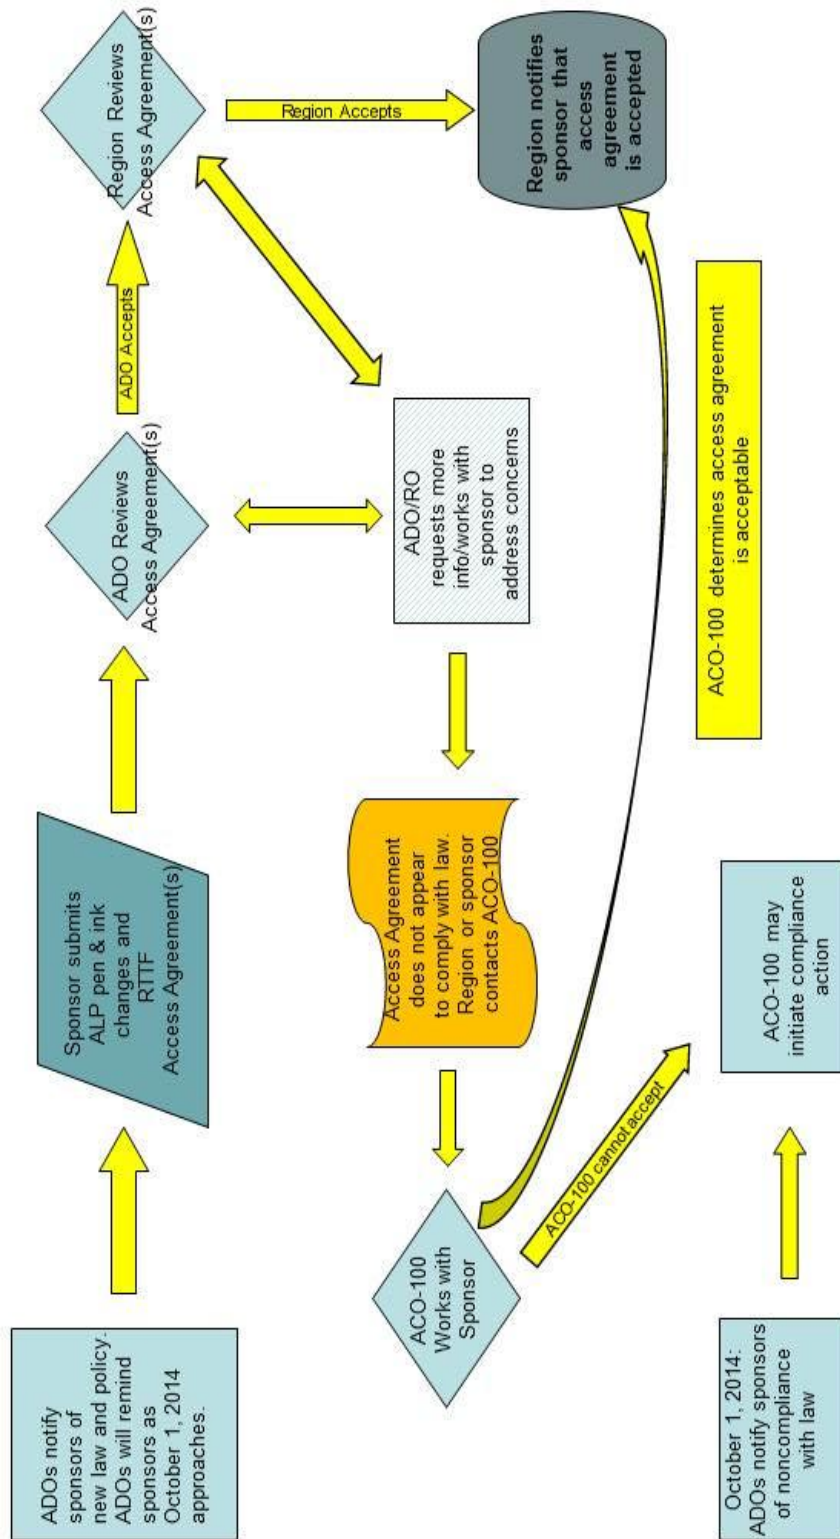 ADOs notify
sponsors of
new law and policy.
ADOs will remind
sponsors as
October 1, 2014
approaches.
Sponsor submits
ALP pen & ink
changes and
RTTF
Access Agreement(s)
ADO Reviews
Access Agreement(s)
ADO Accepts
Region Reviews
Access Agreement(s)
Region Accepts
Region notifies
sponsor that
access
agreement
is accepted
ADO/RO
requests more
info/works with
sponsor to
address concerns
Access Agreement
does not appear
to comply with law.
Region or sponsor
contacts ACO-100
ACO-100
Works with
Sponsor
ACO-100 cannot accept
ACO-100 determines access agreement
is acceptable
October 1, 2014:
ADOs notify sponsors
of noncompliance
with law
ACO-100 may
initiate compliance
action